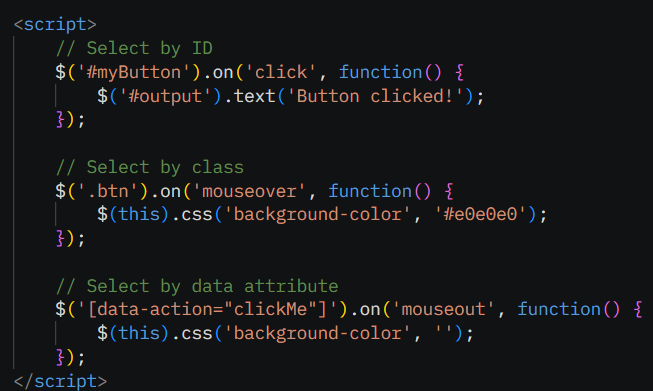 <script>
// Select by ID
$('#myButton').on('click', function() {
$('#output').text('Button clicked!');
});
// Select by class
$('.btn').on('mouseover', function() {
$(this).css('background-color', '#e0e0e0');
});
// Select by data attribute
$('[data-action="clickMe"]').on('mouseout', function() {
$(this).css('background-color', '');
});
</script>